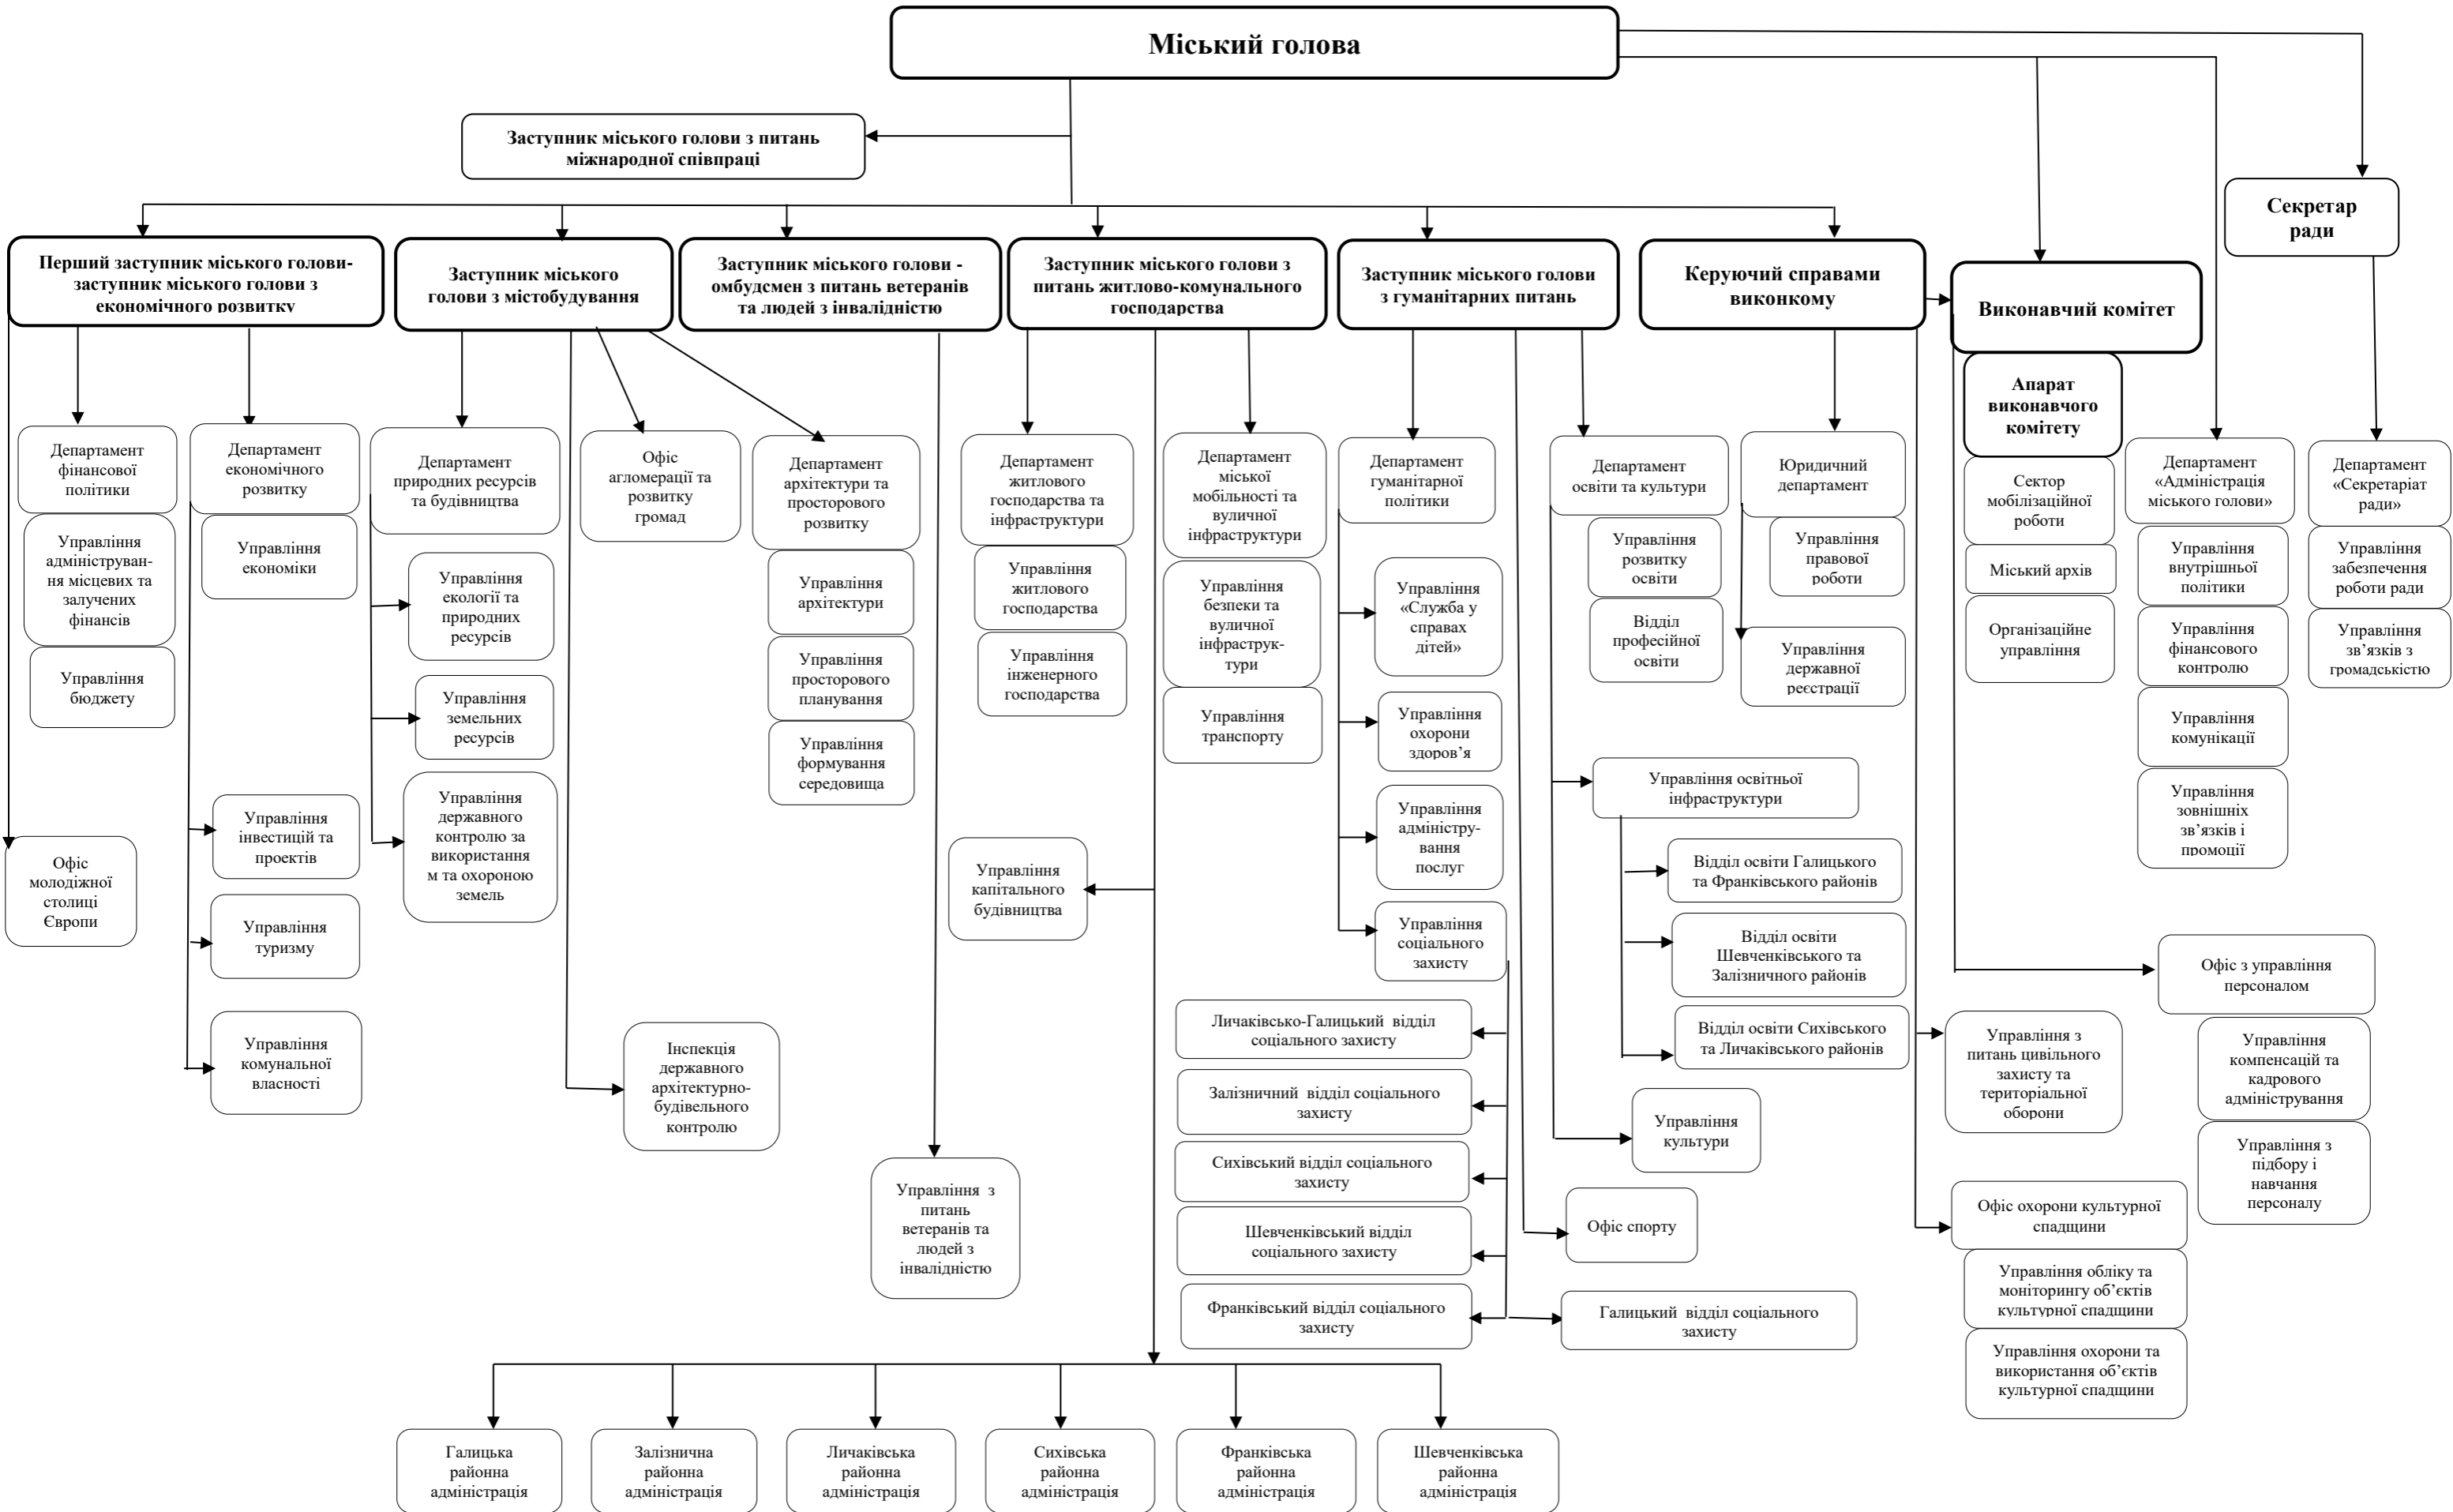 Міський голова
Заступник міського голови з питань
міжнародної співпраці
Секретар
ради
Перший заступник міського голови-
заступник міського голови з
економічного розвитку
Заступник міського
голови з містобудування
Заступник міського голови -
омбудсмен з питань ветеранів
та людей з інвалідністю
Заступник міського голови з
питань житлово-комунального
господарства
Заступник міського голови
з гуманітарних питань
Керуючий справами
виконкому
Виконавчий комітет
Апарат
виконавчого
комітету
Департамент
фінансової
політики
Управління
адмініструван-
ня місцевих та
залучених
фінансів
Управління
бюджету
Офіс
молодіжної
столиці
Європи
Департамент
економічного
розвитку
Управління
економіки
Управління
інвестицій та
проектів
Управління
туризму
Управління
комунальної
власності
Департамент
природних ресурсів
та будівництва
Управління
екології та
природних
ресурсів
Управління
земельних
ресурсів
Управління
державного
контролю за
використання
м та охороною
земель
Офіс
агломерації та
розвитку
громад
Інспекція
державного
архітектурно-
будівельного
контролю
Департамент
архітектури та
просторового
розвитку
Управління
архітектури
Управління
просторового
планування
Управління
формування
середовища
Управління  з
питань
ветеранів та
людей з
інвалідністю
Департамент
житлового
господарства та
інфраструктури
Управління
житлового
господарства
Управління
інженерного
господарства
Управління
капітального
будівництва
Департамент
міської
мобільності та
вуличної
інфраструктури
Управління
безпеки та
вуличної
інфраструк-
тури
Управління
транспорту
Департамент
гуманітарної
політики
Управління
«Служба у
справах
дітей»
Управління
охорони
здоров’я
Управління
адміністру-
вання
послуг
Управління
соціального
захисту
Личаківсько-Галицький  відділ
соціального захисту
Залізничний  відділ соціального
захисту
Сихівський відділ соціального
захисту
Шевченківський відділ
соціального захисту
Франківський відділ соціального
захисту
Галицький  відділ соціального
захисту
Департамент
освіти та культури
Управління
розвитку
освіти
Відділ
професійної
освіти
Управління освітньої
інфраструктури
Відділ освіти Галицького
та Франківського районів
Відділ освіти
Шевченківського та
Залізничного районів
Відділ освіти Сихівського
та Личаківського районів
Управління
культури
Офіс спорту
Юридичний
департамент
Управління
правової
роботи
Управління
державної
реєстрації
Сектор
мобілізаційної
роботи
Міський архів
Організаційне
управління
Департамент
«Адміністрація
міського голови»
Управління
внутрішньої
політики
Управління
фінансового
контролю
Управління
комунікації
Управління
зовнішніх
зв’язків і
промоції
Департамент
«Секретаріат
ради»
Управління
забезпечення
роботи ради
Управління
зв’язків з
громадськістю
Офіс з управління
персоналом
Управління
компенсацій та
кадрового
адміністрування
Управління з
підбору і
навчання
персоналу
Управління з
питань цивільного
захисту та
територіальної
оборони
Офіс охорони культурної
спадщини
Управління обліку та
моніторингу об’єктів
культурної спадщини
Управління охорони та
використання об’єктів
культурної спадщини
Галицька
районна
адміністрація
Залізнична
районна
адміністрація
Личаківська
районна
адміністрація
Сихівська
районна
адміністрація
Франківська
районна
адміністрація
Шевченківська
районна
адміністрація